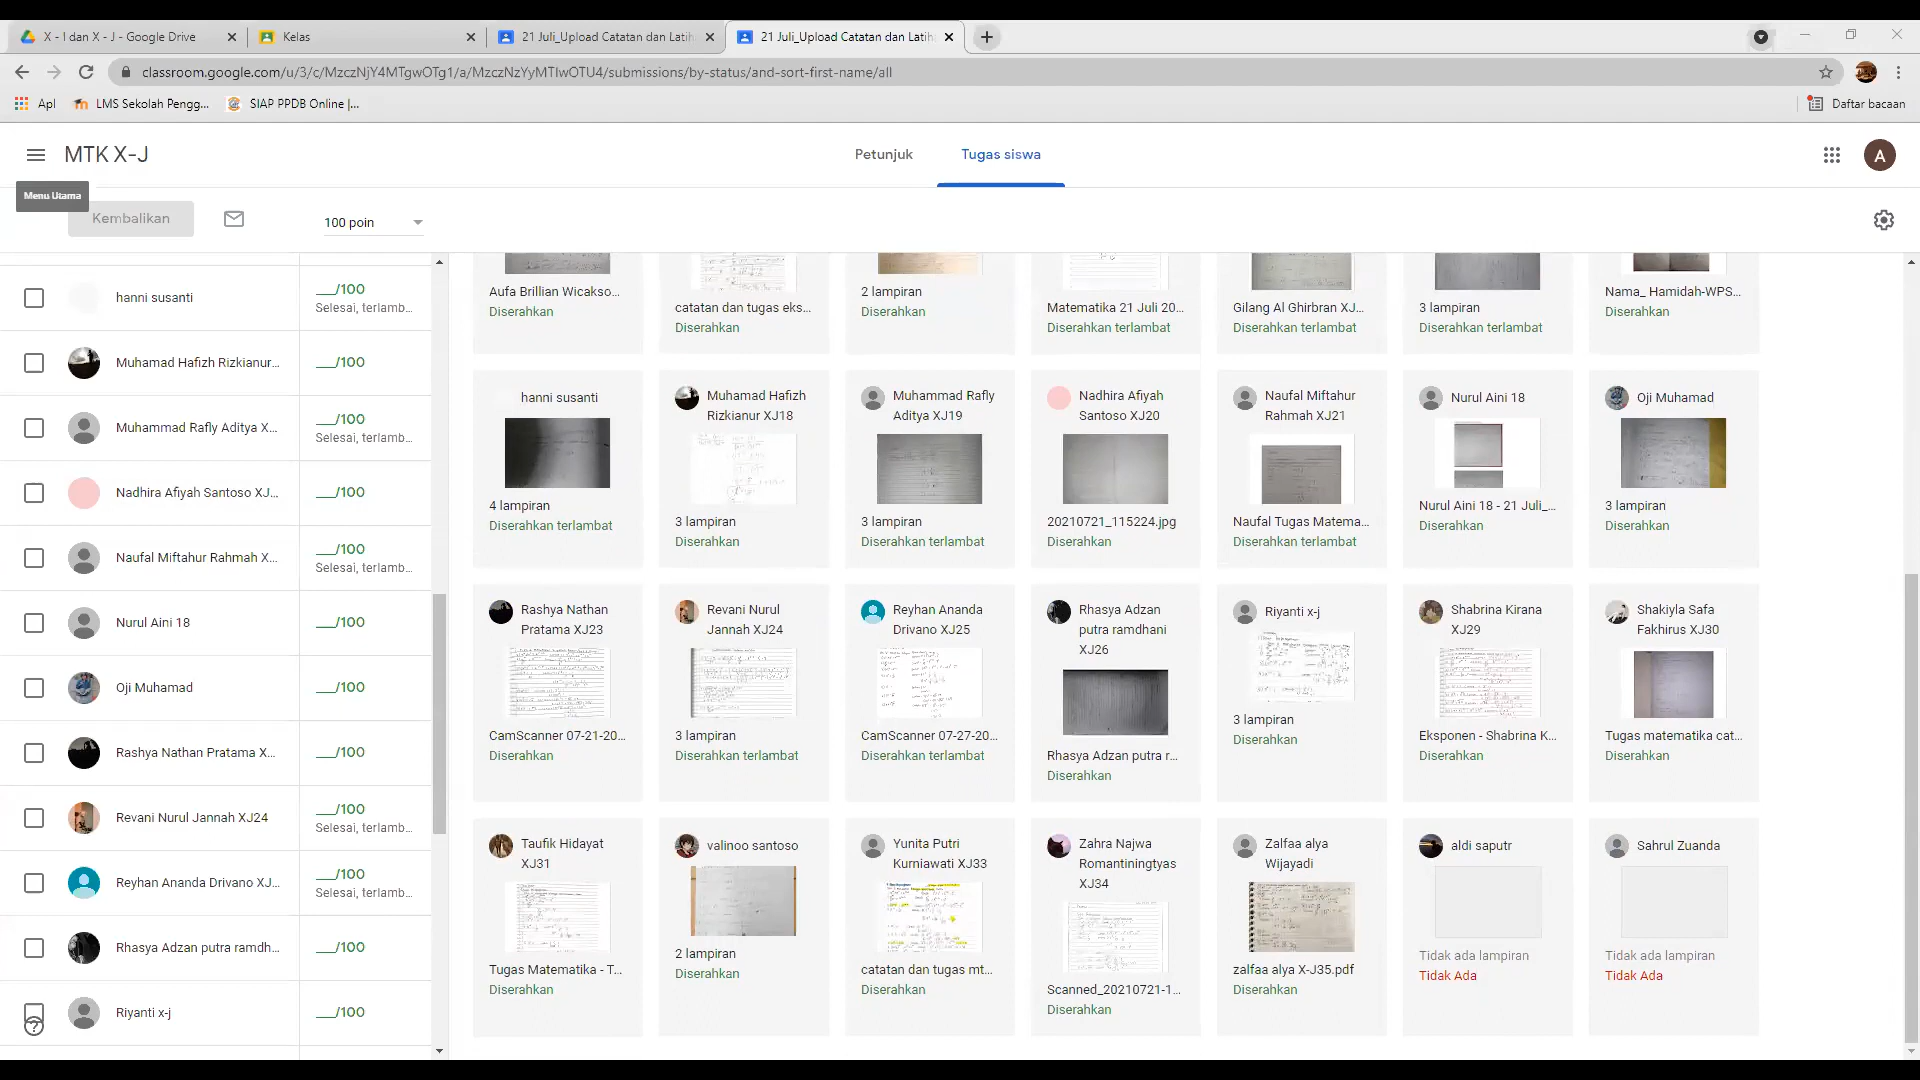 X - I dan X - J - Google Drive
Kelas
21 Juli_Upload Catatan dan Latih
21 Juli_Upload Catatan dan Latih
classroom.google.com/u/3/c/MzczNjY4MTgwOTg1/a/MzczNzYyMTIwOTU4/submissions/by-status/and-sort-first-name/all
Apl
LMS Sekolah Pengg...
SIAP PPDB Online |...
Daftar bacaan
MTK X-J
Petunjuk
Tugas siswa
A
Menu Utama
Kembalikan
100 poin
hanni susanti
___/100
Selesai, terlamb...
Muhamad Hafizh Rizkianur...
___/100
Muhammad Rafly Aditya X...
___/100
Selesai, terlamb...
Nadhira Afiyah Santoso XJ...
___/100
Naufal Miftahur Rahmah X...
___/100
Selesai, terlamb...
Nurul Aini 18
___/100
Oji Muhamad
___/100
Rashya Nathan Pratama X...
___/100
Revani Nurul Jannah XJ24
___/100
Selesai, terlamb...
Reyhan Ananda Drivano XJ...
___/100
Selesai, terlamb...
Rhasya Adzan putra ramdh...
___/100
Riyanti x-j
___/100
Aufa Brillian Wicakso...
Diserahkan
catatan dan tugas eks...
Diserahkan
2 lampiran
Diserahkan
Matematika 21 Juli 20...
Diserahkan terlambat
Gilang Al Ghirbran XJ...
Diserahkan terlambat
3 lampiran
Diserahkan terlambat
Nama_ Hamidah-WPS...
Diserahkan
hanni susanti
4 lampiran
Diserahkan terlambat
Muhamad Hafizh
Rizkianur XJ18
3 lampiran
Diserahkan
Muhammad Rafly
Aditya XJ19
3 lampiran
Diserahkan terlambat
Nadhira Afiyah
Santoso XJ20
20210721_115224.jpg
Diserahkan
Naufal Miftahur
Rahmah XJ21
Naufal Tugas Matema...
Diserahkan terlambat
Nurul Aini 18
Nurul Aini 18 - 21 Juli_...
Diserahkan
Oji Muhamad
3 lampiran
Diserahkan
Rashya Nathan
Pratama XJ23
CamScanner 07-21-20...
Diserahkan
Revani Nurul
Jannah XJ24
3 lampiran
Diserahkan terlambat
Reyhan Ananda
Drivano XJ25
CamScanner 07-27-20...
Diserahkan terlambat
Rhasya Adzan
putra ramdhani
XJ26
Rhasya Adzan putra r...
Diserahkan
Riyanti x-j
3 lampiran
Diserahkan
Shabrina Kirana
XJ29
Eksponen - Shabrina K...
Diserahkan
Shakiyla Safa
Fakhirus XJ30
Tugas matematika cat...
Diserahkan
Taufik Hidayat
XJ31
Tugas Matematika - T...
Diserahkan
valinoo santoso
2 lampiran
Diserahkan
Yunita Putri
Kurniawati XJ33
catatan dan tugas mt...
Diserahkan
Zahra Najwa
Romantiningtyas
XJ34
Scanned_20210721-1...
Diserahkan
Zalfaa alya
Wijayadi
zalfaa alya X-J35.pdf
Diserahkan
aldi saputr
Tidak ada lampiran
Tidak Ada
Sahrul Zuanda
Tidak ada lampiran
Tidak Ada